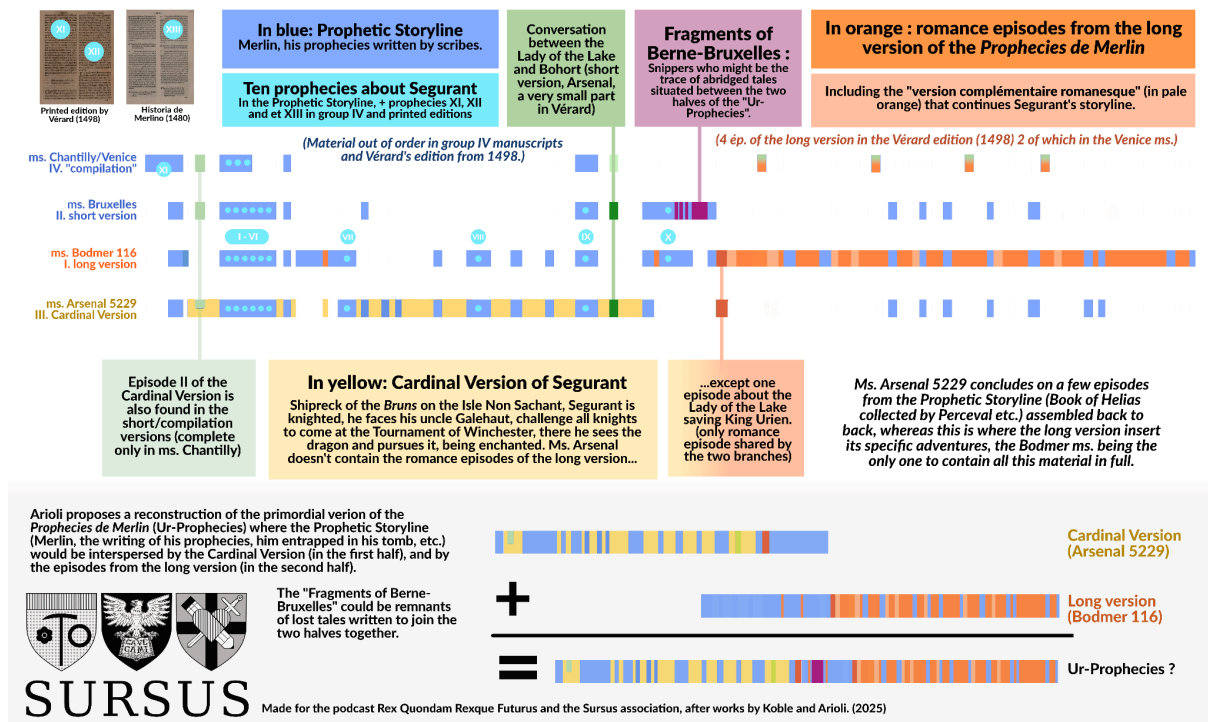 XI
XII
XIII
Printed edition by
Vérard (1498)
Historia de
Merlino (1480)
In blue: Prophetic Storyline
Merlin, his prophecies written by scribes.
Ten prophecies about Segurant
In the Prophetic Storyline, + prophecies XI, XII
and et XIII in group IV and printed editions
Conversation
between the
Lady of the Lake
and Bohort (short
version, Arsenal,
a very small part
in Vérard)
Fragments of
Berne-Bruxelles :
Snippers who might be the
trace of abridged tales
situated between the two
halves of the "Ur-
Prophecies".
In orange : romance episodes from the long
version of the Prophecies de Merlin
Including the "version complémentaire romanesque" (in pale
orange) that continues Segurant's storyline.
(Material out of order in group IV manuscripts
and Vérard's edition from 1498.)
(4 ép. of the long version in the Vérard edition (1498) 2 of which in the Venice ms.)
ms. Chantilly/Venice
IV. "compilation"
XI
ms. Bruxelles
II. short version
I - VI
VII
VIII
IX
X
ms. Bodmer 116
I. long version
ms. Arsenal 5229
III. Cardinal Version
Episode II of the
Cardinal Version is
also found in the
short/compilation
versions (complete
only in ms. Chantilly)
In yellow: Cardinal Version of Segurant
Shipreck of the Bruns on the Isle Non Sachant, Segurant is
knighted, he faces his uncle Galehaut, challenge all knights
to come at the Tournament of Winchester, there he sees the
dragon and pursues it, being enchanted. Ms. Arsenal
doesn't contain the romance episodes of the long version...
...except one
episode about the
Lady of the Lake
saving King Urien.
(only romance
episode shared by
the two branches)
Ms. Arsenal 5229 concludes on a few episodes
from the Prophetic Storyline (Book of Helias
collected by Perceval etc.) assembled back to
back, whereas this is where the long version insert
its specific adventures, the Bodmer ms. being the
only one to contain all this material in full.
Arioli proposes a reconstruction of the primordial verion of the
Prophecies de Merlin (Ur-Prophecies) where the Prophetic Storyline
(Merlin, the writing of his prophecies, him entrapped in his tomb, etc.)
would be interspersed by the Cardinal Version (in the first half), and by
the episodes from the long version (in the second half).
The "Fragments of Berne-
Bruxelles" could be remnants
of lost tales written to join the
two halves together.
Cardinal Version
(Arsenal 5229)
+
Long version
(Bodmer 116)
=
Ur-Prophecies ?
SURSUS
Made for the podcast Rex Quondam Rexque Futurus and the Sursus association, after works by Koble and Arioli. (2025)